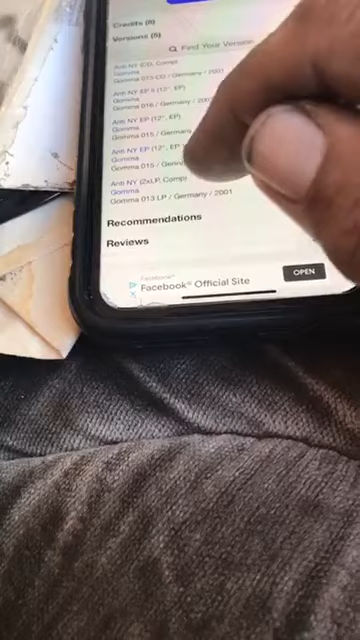 Credits (8)
Versions (5)
Find Your Version
Anti NY (CD, Comp)
Gomma
Gomma 013 CD / Germany / 2001
Anti NY EP II (12", EP)
Gomma
Gomma 016 / Germany / 200
Anti NY EP (12", EP)
Gomma
Gomma 015 / Germany
Anti NY EP (12", EP
Gomma
Gomma 015 /
Anti NY (2xLP, Comp)
Gomma
Gomma 013 LP / Germany / 2001
Recommendations
Reviews
Facebook™
Facebook® Official Site
OPEN